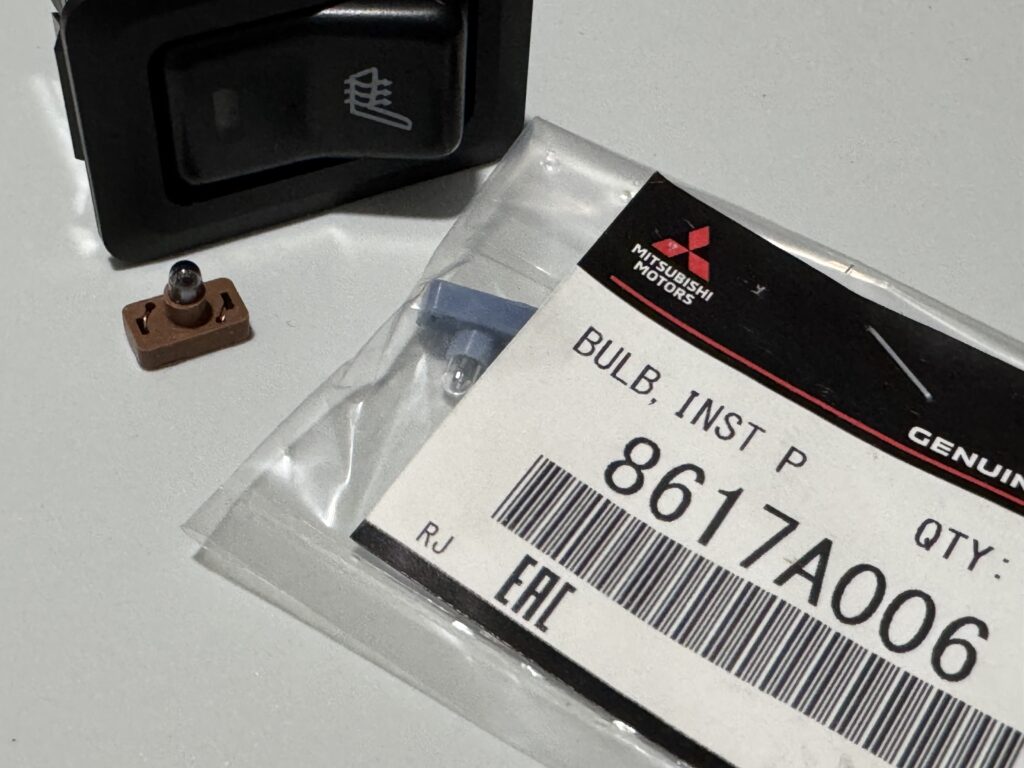 MITSUBISHI
MOTORS
GENUIN
BULB, INST P
8617A006
QTY:
RJ
EAC